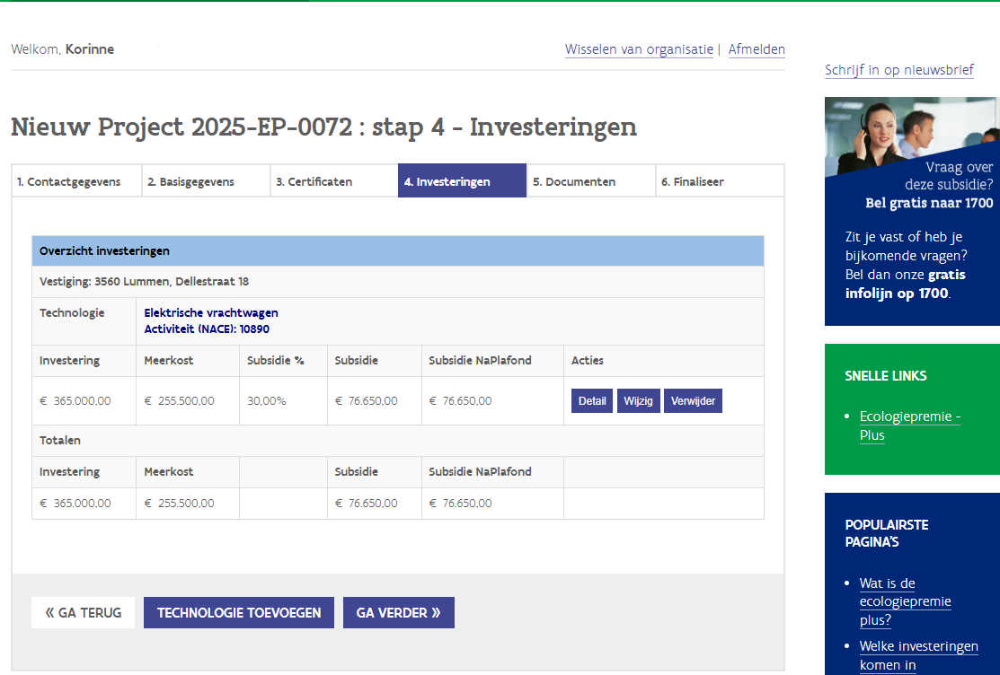 Welkom, Korinne
Wisselen van organisatie | Afmelden
Schrijf in op nieuwsbrief
Nieuw Project 2025-EP-0072 : stap 4 - Investeringen
1. Contactgegevens 2. Basisgegevens 3. Certificaten 4. Investeringen 5. Documenten 6. Finaliseer
Overzicht investeringen
Vestiging: 3560 Lummen, Dellestraat 18
Technologie Elektrische vrachtwagen
Activiteit (NACE): 10890
Investering Meerkost Subsidie % Subsidie Subsidie NaPlafond Acties
€ 365.000,00 € 255.500,00 30,00% € 76.650,00 € 76.650,00 Detail Wijzig Verwijder
Totalen
Investering Meerkost Subsidie Subsidie NaPlafond
€ 365.000,00 € 255.500,00 € 76.650,00 € 76.650,00
« GA TERUG TECHNOLOGIE TOEVOEGEN GA VERDER »
Vraag over
deze subsidie?
Bel gratis naar 1700
Zit je vast of heb je
bijkomende vragen?
Bel dan onze gratis
infolijn op 1700.
SNELLE LINKS
• Ecologiepremie -
Plus
POPULAIRSTE
PAGINA'S
• Wat is de
ecologiepremie
plus?
• Welke investeringen
komen in